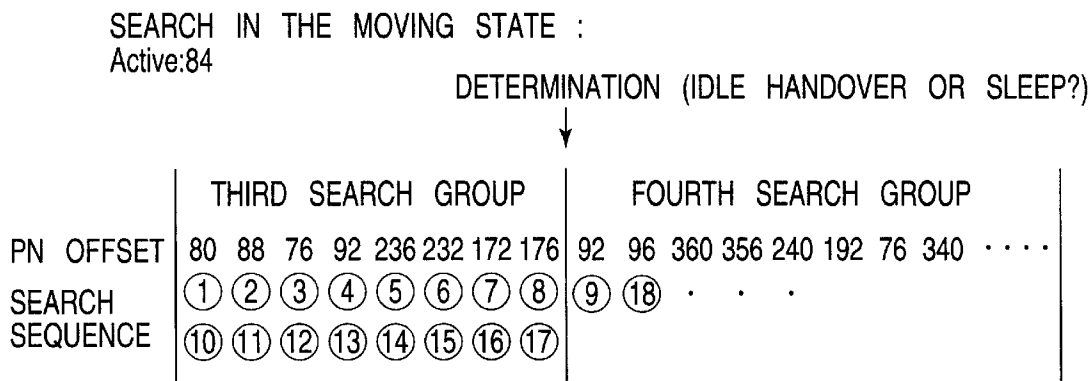 SEARCH IN THE MOVING STATE :
Active:84
DETERMINATION (IDLE HANDOVER OR SLEEP?)
THIRD SEARCH GROUP FOURTH SEARCH GROUP
PN OFFSET 80 88 76 92 236 232 172 176 92 96 360 356 240 192 76 340 ····
SEARCH SEQUENCE ① ② ③ ④ ⑤ ⑥ ⑦ ⑧ ⑨ ⑱ · · ·
⑩ ⑪ ⑫ ⑬ ⑭ ⑮ ⑯ ⑰